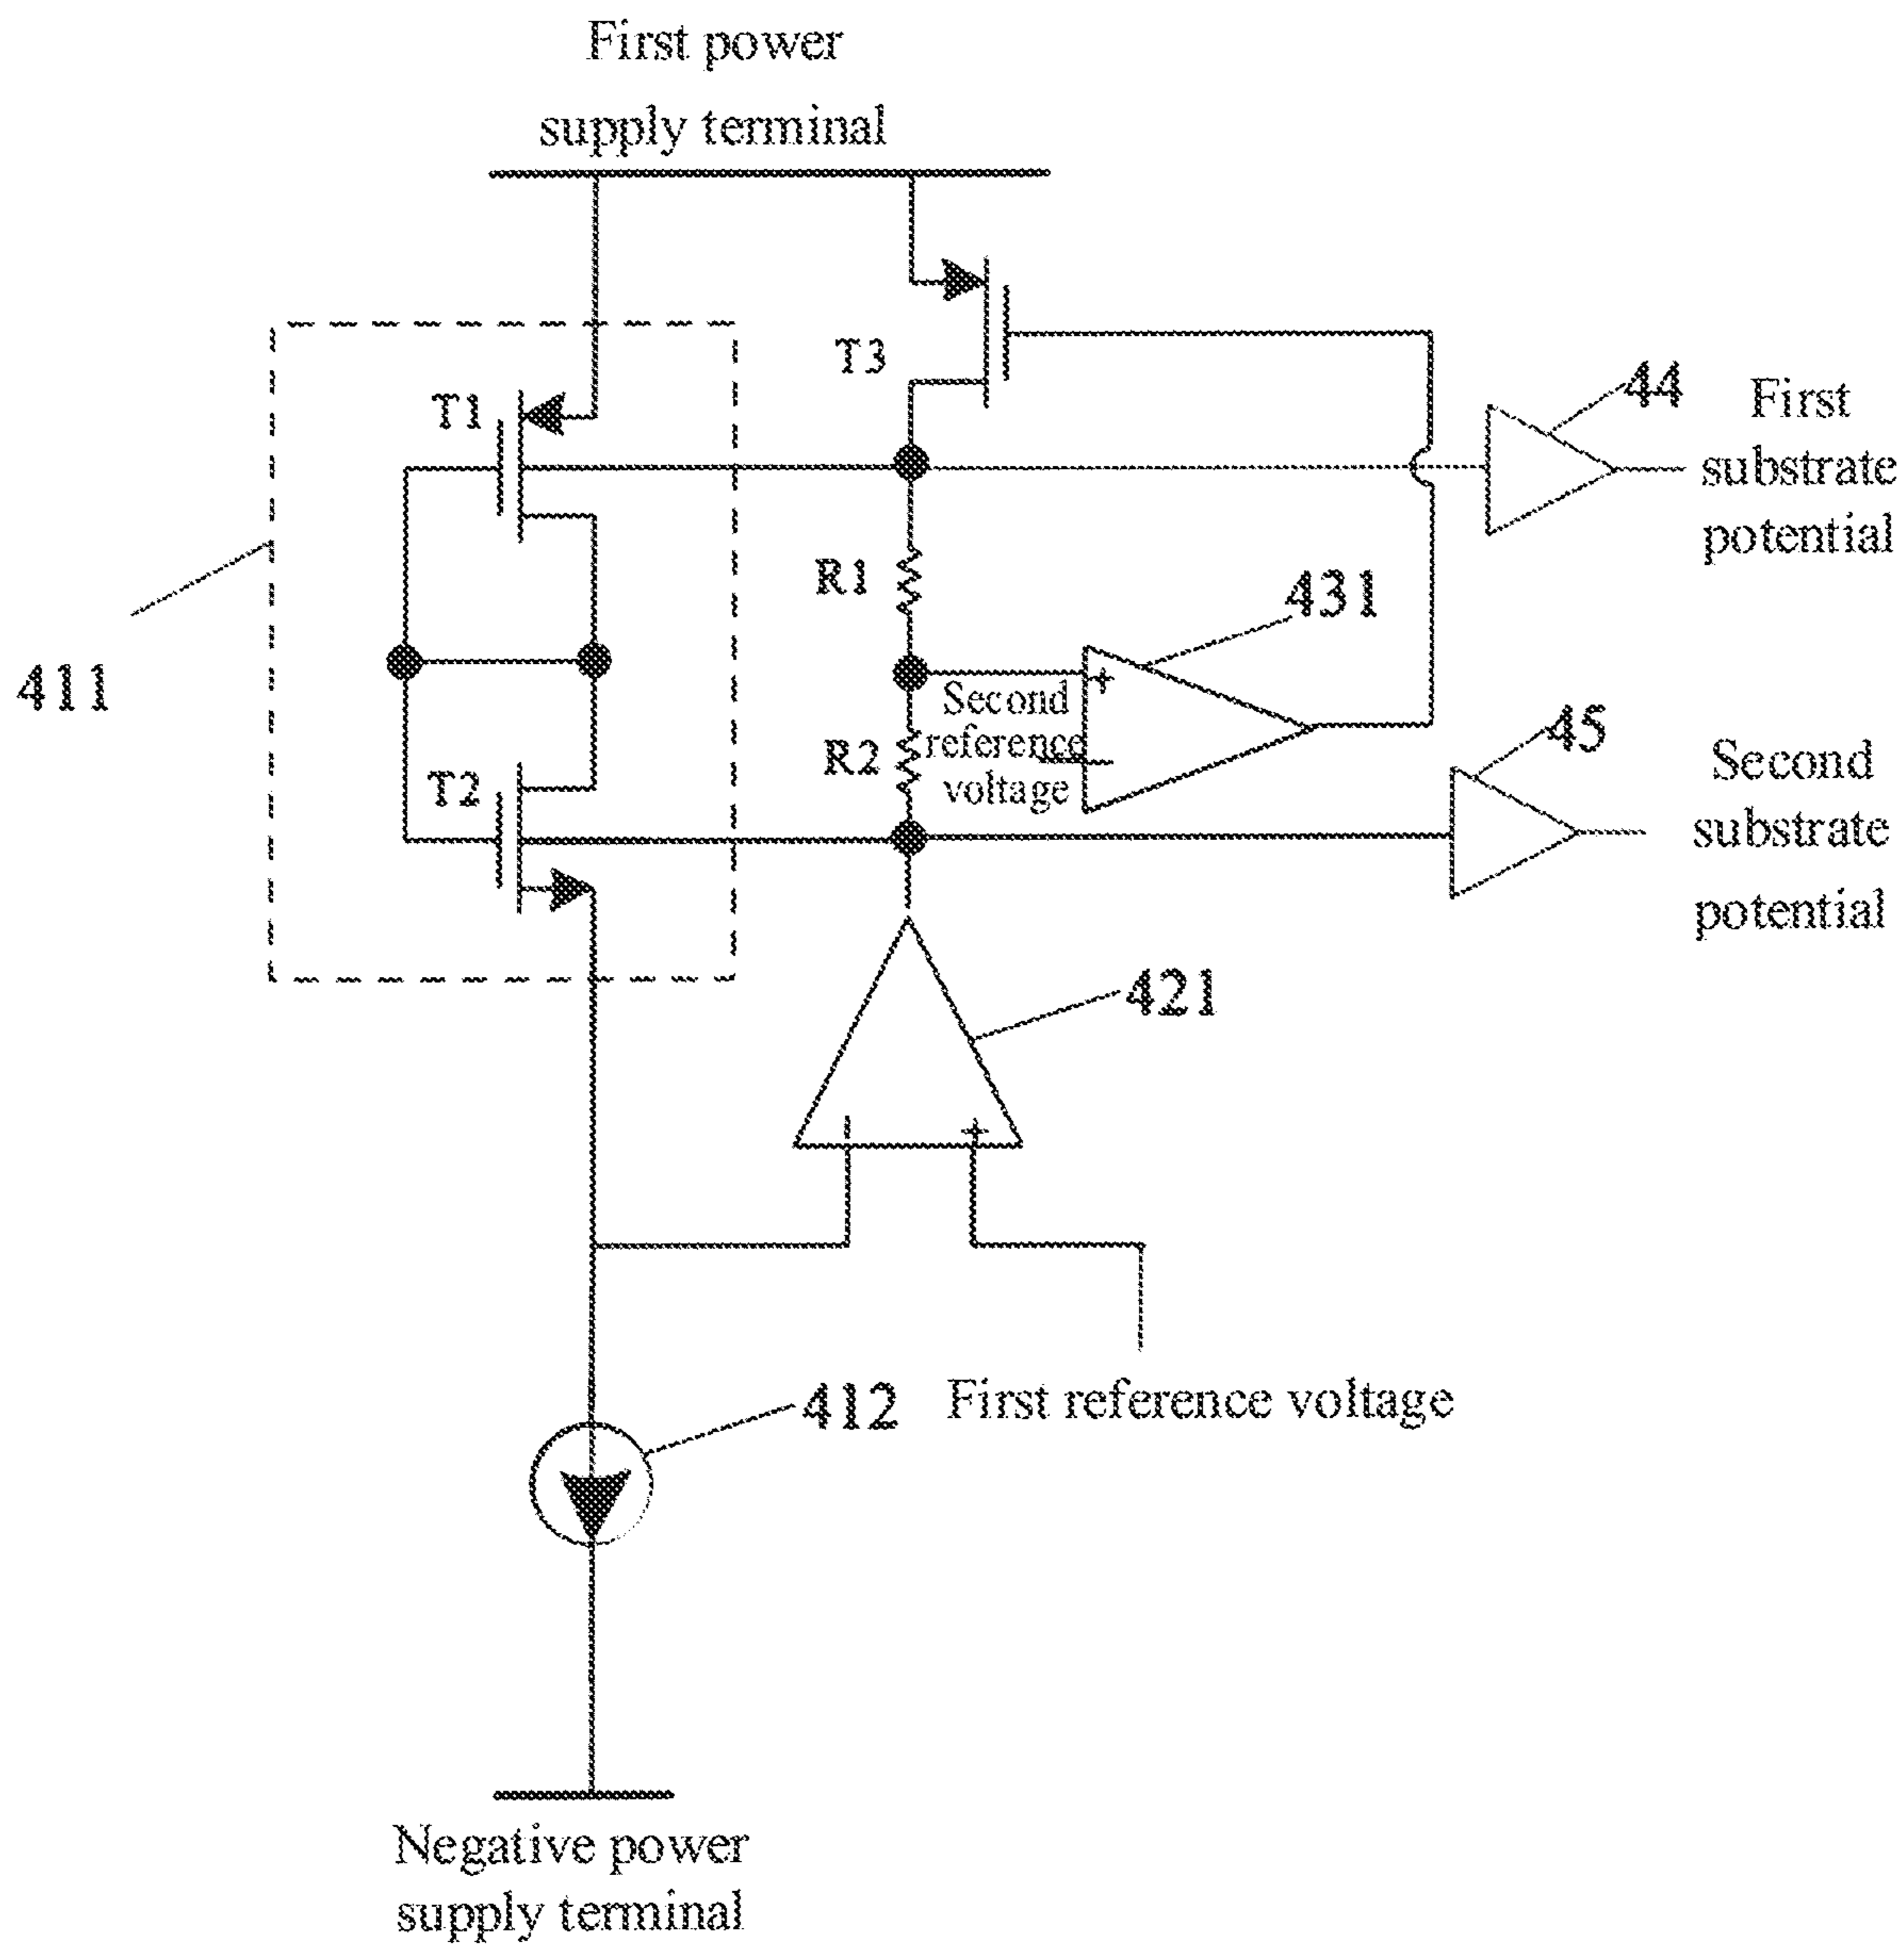 First power
supply terminal
T1
T3
44
First
substrate
potential
R1
431
411
+
Second
reference
voltage
-
R2
T2
45
Second
substrate
potential
421
-
+
412
First reference voltage
Negative power
supply terminal